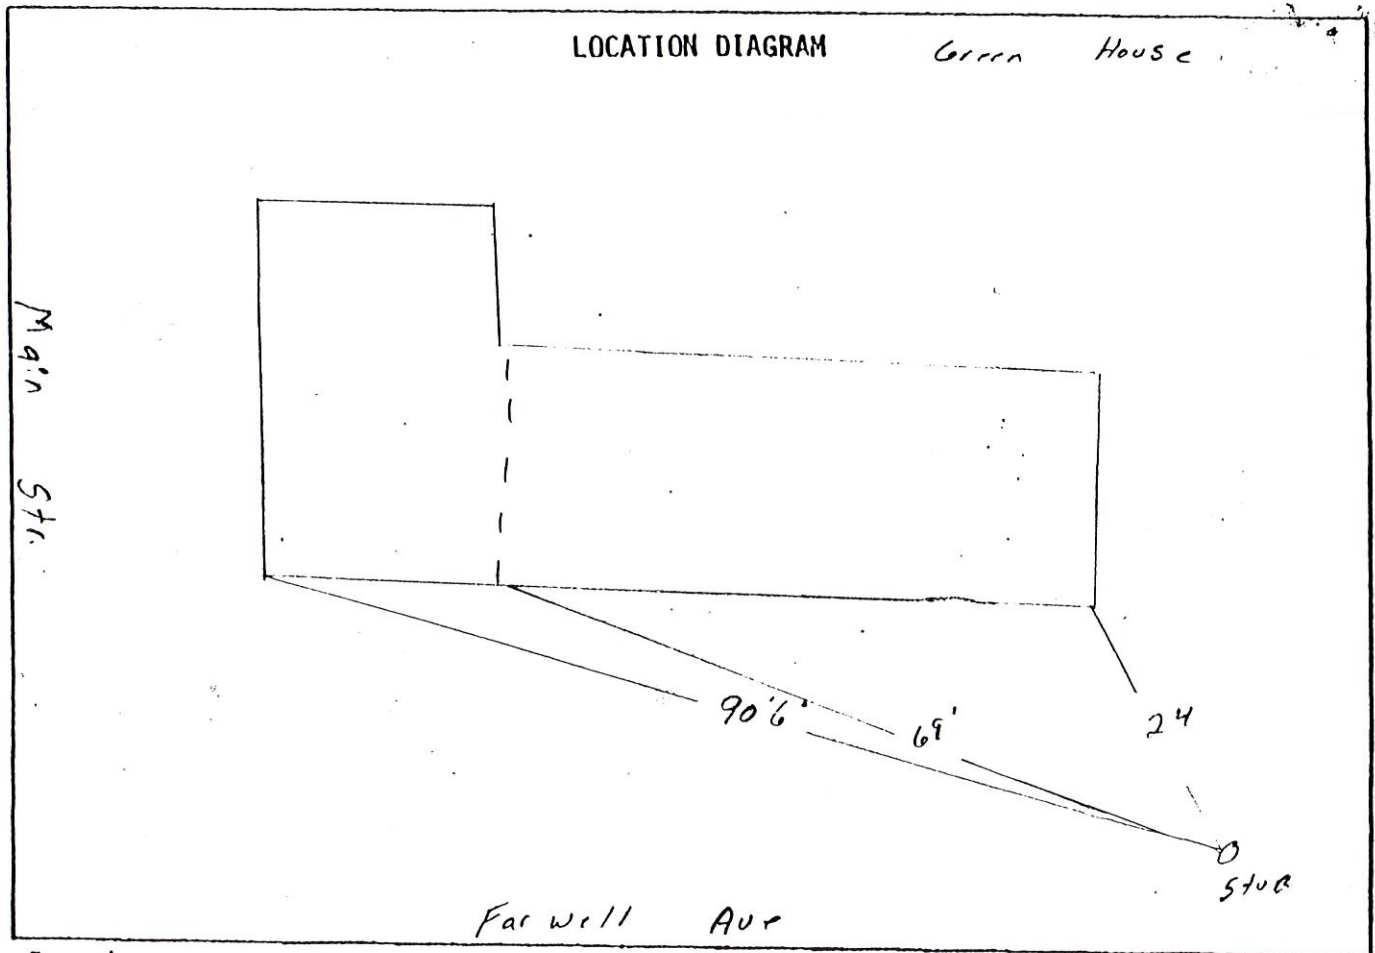 LOCATION DIAGRAM Green House
Main Str.
90'6"
69'
24
Stub
Farwell Ave